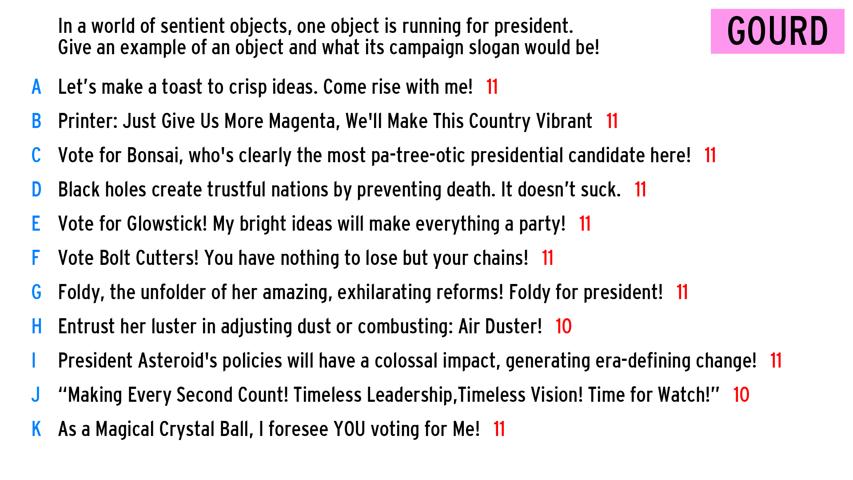 In a world of sentient objects, one object is running for president.
Give an example of an object and what its campaign slogan would be!
GOURD
A Let's make a toast to crisp ideas. Come rise with me! 11
B Printer: Just Give Us More Magenta, We'll Make This Country Vibrant 11
C Vote for Bonsai, who's clearly the most pa-tree-otic presidential candidate here! 11
D Black holes create trustful nations by preventing death. It doesn't suck. 11
E Vote for Glowstick! My bright ideas will make everything a party! 11
F Vote Bolt Cutters! You have nothing to lose but your chains! 11
G Foldy, the unfolder of her amazing, exhilarating reforms! Foldy for president! 11
H Entrust her luster in adjusting dust or combusting: Air Duster! 10
I President Asteroid's policies will have a colossal impact, generating era-defining change! 11
J “Making Every Second Count! Timeless Leadership,Timeless Vision! Time for Watch!” 10
K As a Magical Crystal Ball, I foresee YOU voting for Me! 11